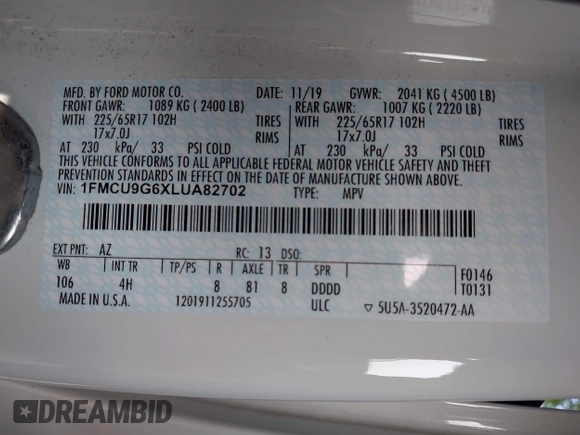 MFD. BY FORD MOTOR CO. 11/19 GVWR: 2041 KG ( 4500 LB)
FRONT GAWR: 1089 KG ( 2400 LB) REAR GAWR: 1007 KG ( 2220 LB)
WITH 225/65R17 102H TIRES WITH 225/65R17 102H TIRES
17x7.0J RIMS 17x7.0J RIMS
AT 230 kPa/ 33 PSI COLD AT 230 kPa/ 33 PSI COLD
THIS VEHICLE CONFORMS TO ALL APPLICABLE FEDERAL MOTOR VEHICLE SAFETY AND THEFT
PREVENTION STANDARDS IN EFFECT ON THE DATE OF MANUFACTURE SHOWN ABOVE.
VIN: 1FMCU9G6XLUA82702 TYPE: MPV
EXT PNT: AZ RC: 13 DSO:
WB INT TR TP/PS R AXLE TR SPR F0146
106 4H 8 81 8 DDDD T0131
MADE IN U.S.A. 1201911255705 ULC ▽ 5U5A-3520472-AA
DREAMBID